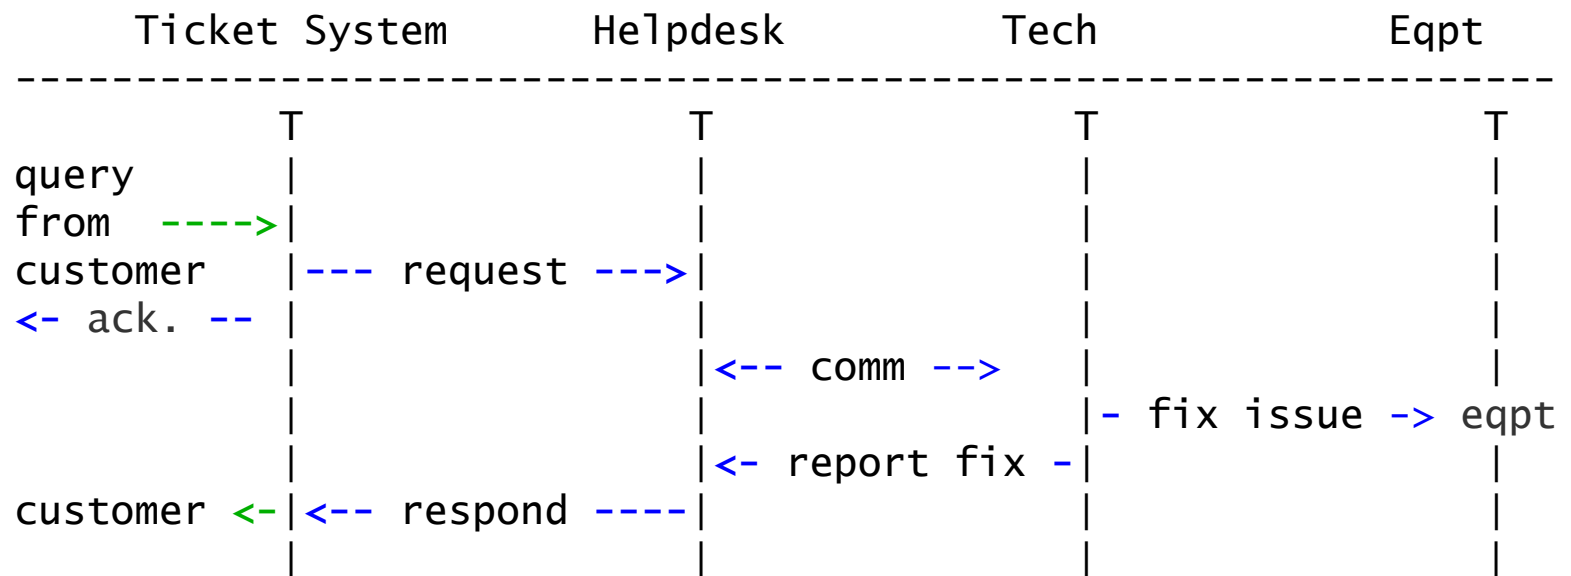 Ticket System Helpdesk Tech Eqpt
-----------------------------------------------------------------
T T T T
query | | | |
from ---->| | | |
customer |--- request --->| | |
<- ack. -- | | | |
| |<-- comm --> | |
| | |- fix issue -> eqpt
| |<- report fix -| |
customer <-|<-- respond ----| | |
| | | |